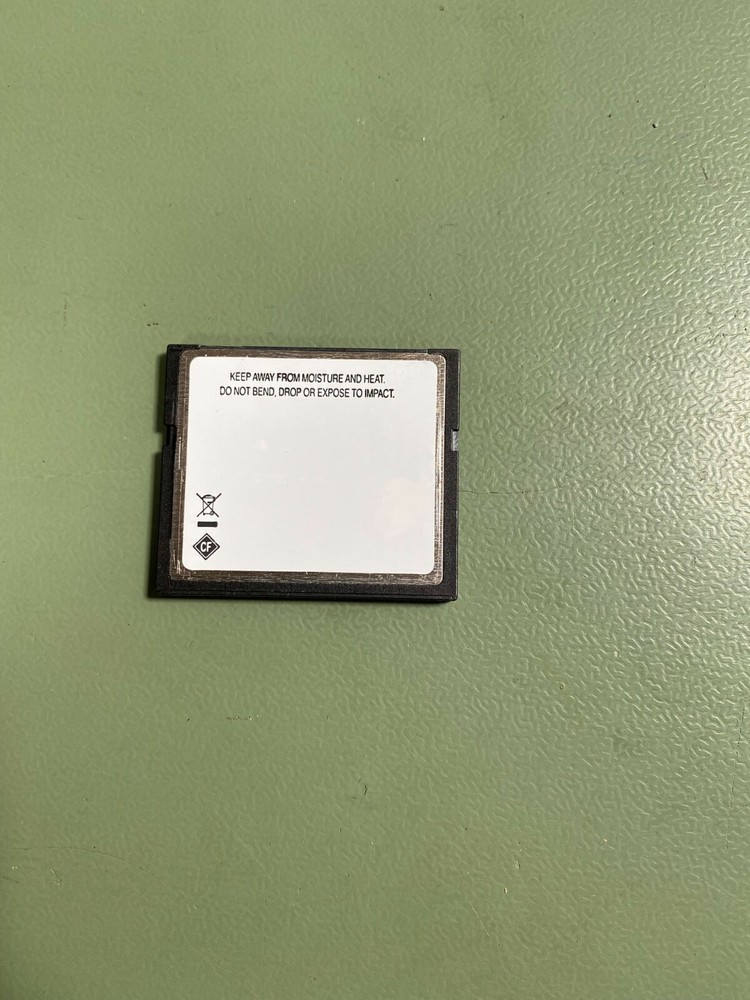 KEEP AWAY FROM MOISTURE AND HEAT.
DO NOT BEND, DROP OR EXPOSE TO IMPACT.
CF